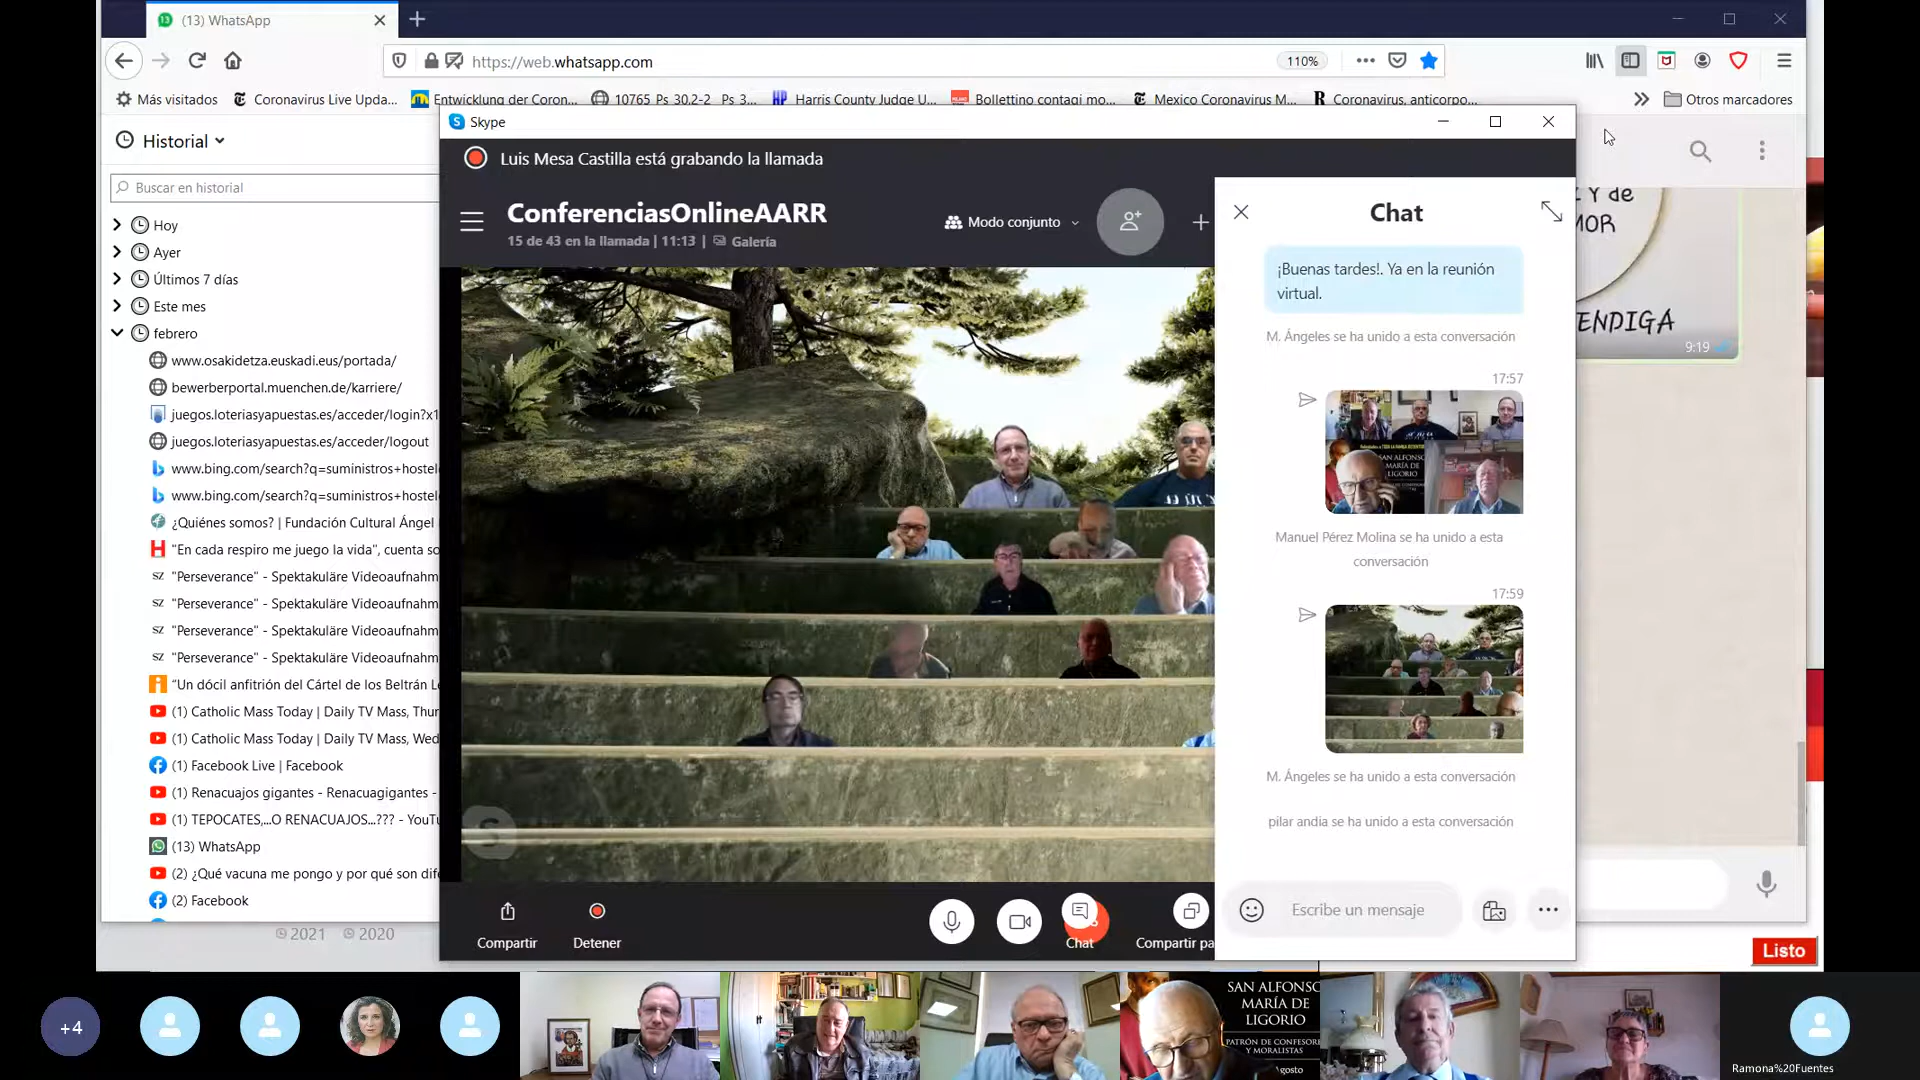 (13) WhatsApp
https://web.whatsapp.com
110%
Más visitados
Coronavirus Live Upda...
Entwicklung der Coron...
10765 Ps 30.2-2 Ps 3...
Harris County Judge U...
Bollettino contagi mo...
Mexico Coronavirus M...
Coronavirus, anticorpo...
Otros marcadores
Historial
Buscar en historial
Hoy
Ayer
Últimos 7 días
Este mes
febrero
www.osakidetza.euskadi.eus/portada/
bewerberportal.muenchen.de/karriere/
juegos.loteriasyapuestas.es/acceder/login?x1
juegos.loteriasyapuestas.es/acceder/logout
www.bing.com/search?q=suministros+hostel
www.bing.com/search?q=suministros+hostel
¿Quiénes somos? | Fundación Cultural Ángel
"En cada respiro me juego la vida", cuenta so
"Perseverance" - Spektakuläre Videoaufnahm
"Perseverance" - Spektakuläre Videoaufnahm
"Perseverance" - Spektakuläre Videoaufnahm
"Perseverance" - Spektakuläre Videoaufnahm
"Un dócil anfitrión del Cártel de los Beltrán L
(1) Catholic Mass Today | Daily TV Mass, Thur
(1) Catholic Mass Today | Daily TV Mass, Wed
(1) Facebook Live | Facebook
(1) Renacuajos gigantes - Renacuagigantes -
(1) TEPOCATES,...O RENACUAJOS...??? - YouTu
(13) WhatsApp
(2) ¿Qué vacuna me pongo y por qué son dife
(2) Facebook
2021
2020
Skype
Luis Mesa Castilla está grabando la llamada
ConferenciasOnlineAARR
15 de 43 en la llamada | 11:13 | Galería
Modo conjunto
Compartir
Detener
Chat
Compartir pa
Chat
¡Buenas tardes!. Ya en la reunión
virtual.
M. Ángeles se ha unido a esta conversación
17:57
SAN ALFONSO
MARÍA DE
LIGORIO
Manuel Pérez Molina se ha unido a esta
conversación
17:59
M. Ángeles se ha unido a esta conversación
pilar andia se ha unido a esta conversación
Escribe un mensaje
Y de
MOR
ENDIGA
9:19
Listo
+4
SAN ALFONSO
MARÍA DE
LIGORIO
PATRÓN DE CONFESORE
Y MORALISTAS
Agosto
Ramona%20Fuentes